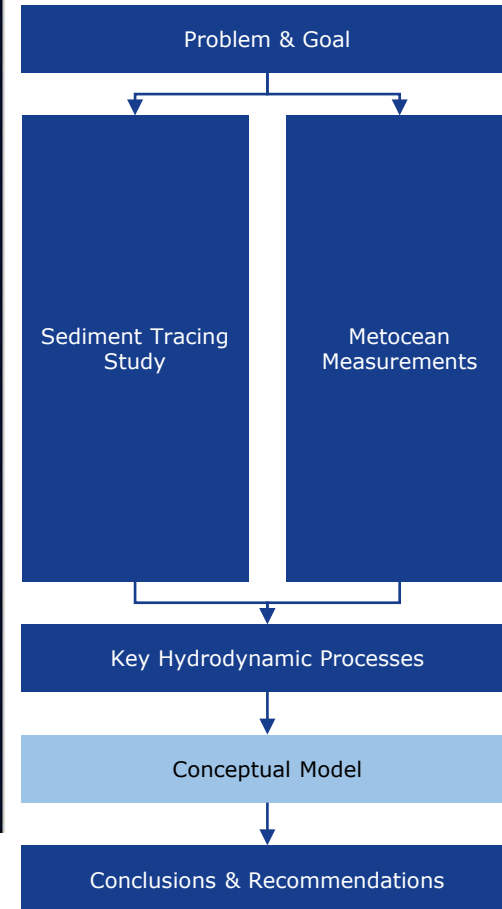 Problem & Goal
Sediment Tracing
Study
Metocean
Measurements
Key Hydrodynamic Processes
Conceptual Model
Conclusions & Recommendations